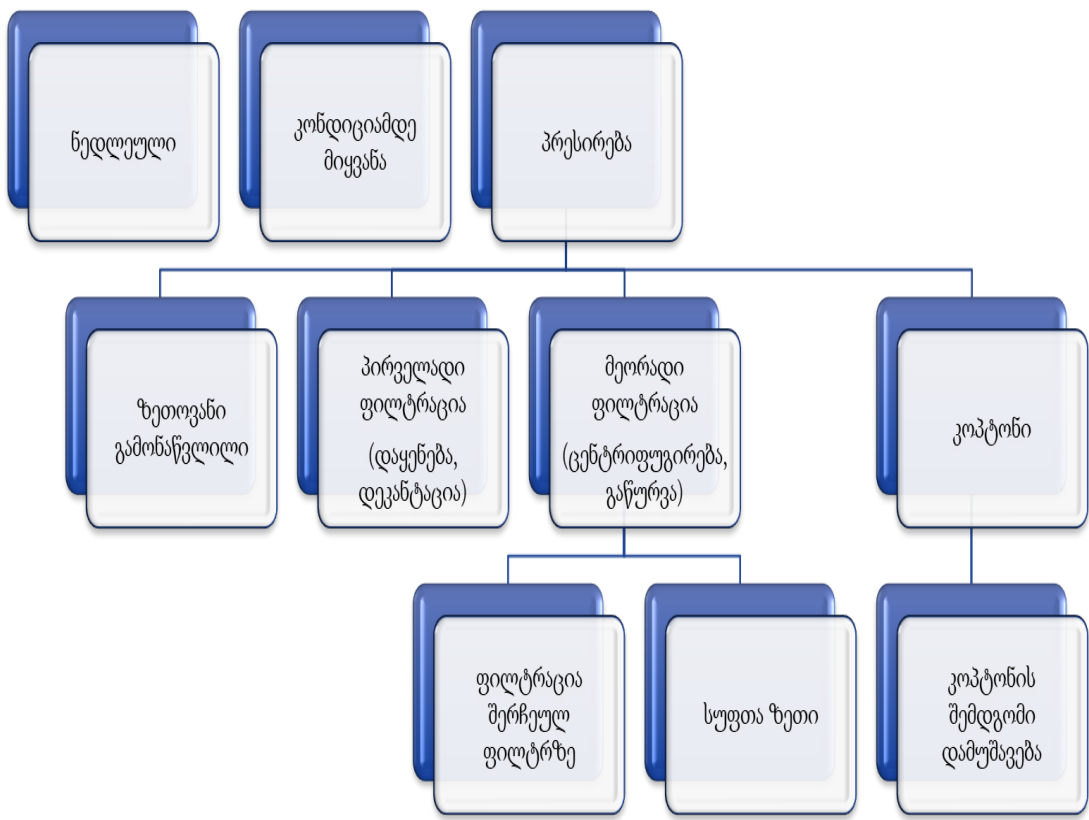 ნედლეული
კონდიციამდე
მიყვანა
პრესირება
ზეთოვანი
გამონაწვლილი
პირველადი
ფილტრაცია
(დაყენება,
დეკანტაცია)
მეორადი
ფილტრაცია
(ცენტრიფუგირება,
გაწურვა)
კოპტონი
ფილტრაცია
შერჩეულ
ფილტრზე
სუფთა ზეთი
კოპტონის
შემდგომი
დამუშავება